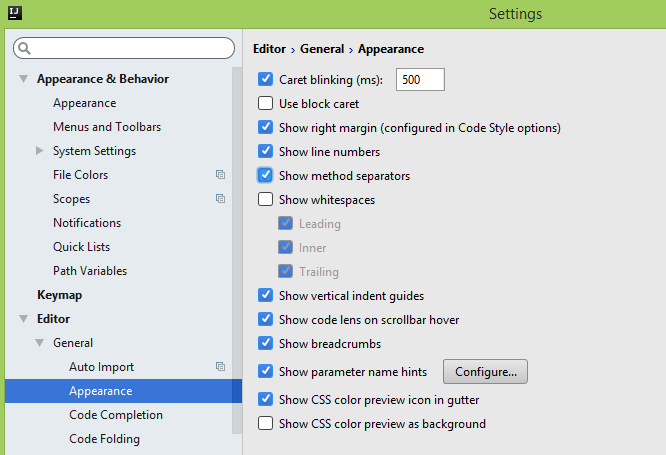 IJ
Settings
Appearance & Behavior
Appearance
Menus and Toolbars
System Settings
File Colors
Scopes
Notifications
Quick Lists
Path Variables
Keymap
Editor
General
Auto Import
Appearance
Code Completion
Code Folding
Editor › General › Appearance
Caret blinking (ms): 500
Use block caret
Show right margin (configured in Code Style options)
Show line numbers
Show method separators
Show whitespaces
Leading
Inner
Trailing
Show vertical indent guides
Show code lens on scrollbar hover
Show breadcrumbs
Show parameter name hints Configure...
Show CSS color preview icon in gutter
Show CSS color preview as background